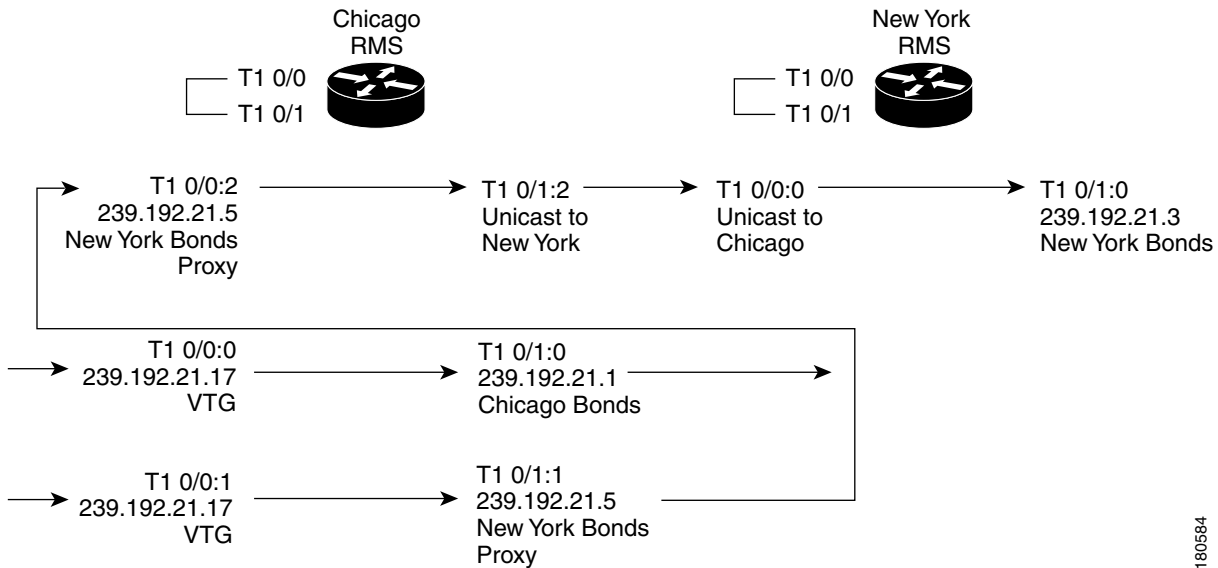 Chicago
RMS
T1 0/0
T1 0/1
New York
RMS
T1 0/0
T1 0/1
T1 0/0:2
239.192.21.5
New York Bonds
Proxy
T1 0/1:2
Unicast to
New York
T1 0/0:0
Unicast to
Chicago
T1 0/1:0
239.192.21.3
New York Bonds
T1 0/0:0
239.192.21.17
VTG
T1 0/1:0
239.192.21.1
Chicago Bonds
T1 0/0:1
239.192.21.17
VTG
T1 0/1:1
239.192.21.5
New York Bonds
Proxy
180584